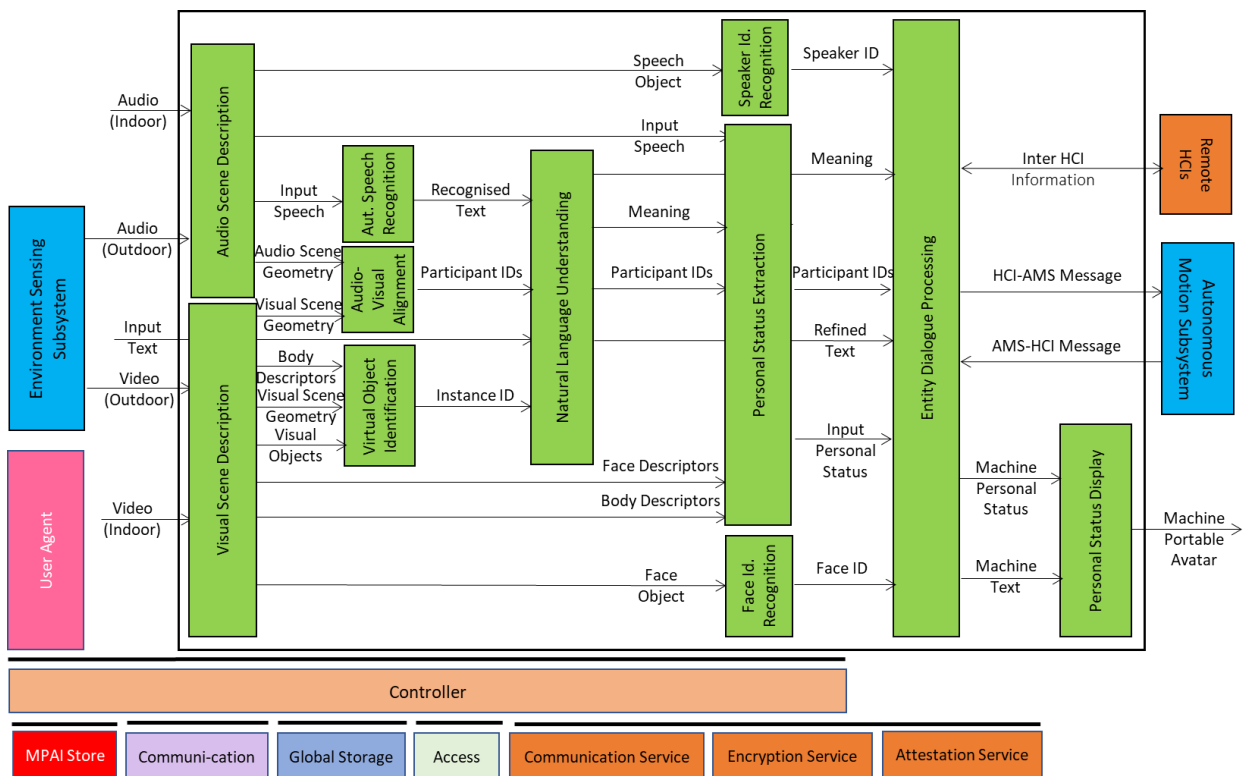 Audio
(Indoor)
Audio
(Outdoor)
Input
Text
Video
(Outdoor)
Video
(Indoor)
Environment Sensing
Subsystem
User Agent
Audio Scene Description
Visual Scene Description
Speech
Object
Input
Speech
Input
Speech
Audio Scene
Geometry
Visual Scene
Geometry
Body
Descriptors
Visual Scene
Geometry
Visual
Objects
Face Descriptors
Body Descriptors
Face
Object
Aut. Speech
Recognition
Audio-
Visual
Alignment
Virtual Object
Identification
Recognised
Text
Participant IDs
Instance ID
Natural Language Understanding
Meaning
Participant IDs
Speaker Id.
Recognition
Personal Status Extraction
Face Id.
Recognition
Speaker ID
Meaning
Participant IDs
Refined
Text
Input
Personal
Status
Face ID
Entity Dialogue Processing
Inter HCI
Information
HCI-AMS Message
AMS-HCI Message
Machine
Personal
Status
Machine
Text
Personal Status Display
Remote
HCIs
Autonomous
Motion Subsystem
Machine
Portable
Avatar
Controller
MPAI Store
Communi-cation
Global Storage
Access
Communication Service
Encryption Service
Attestation Service